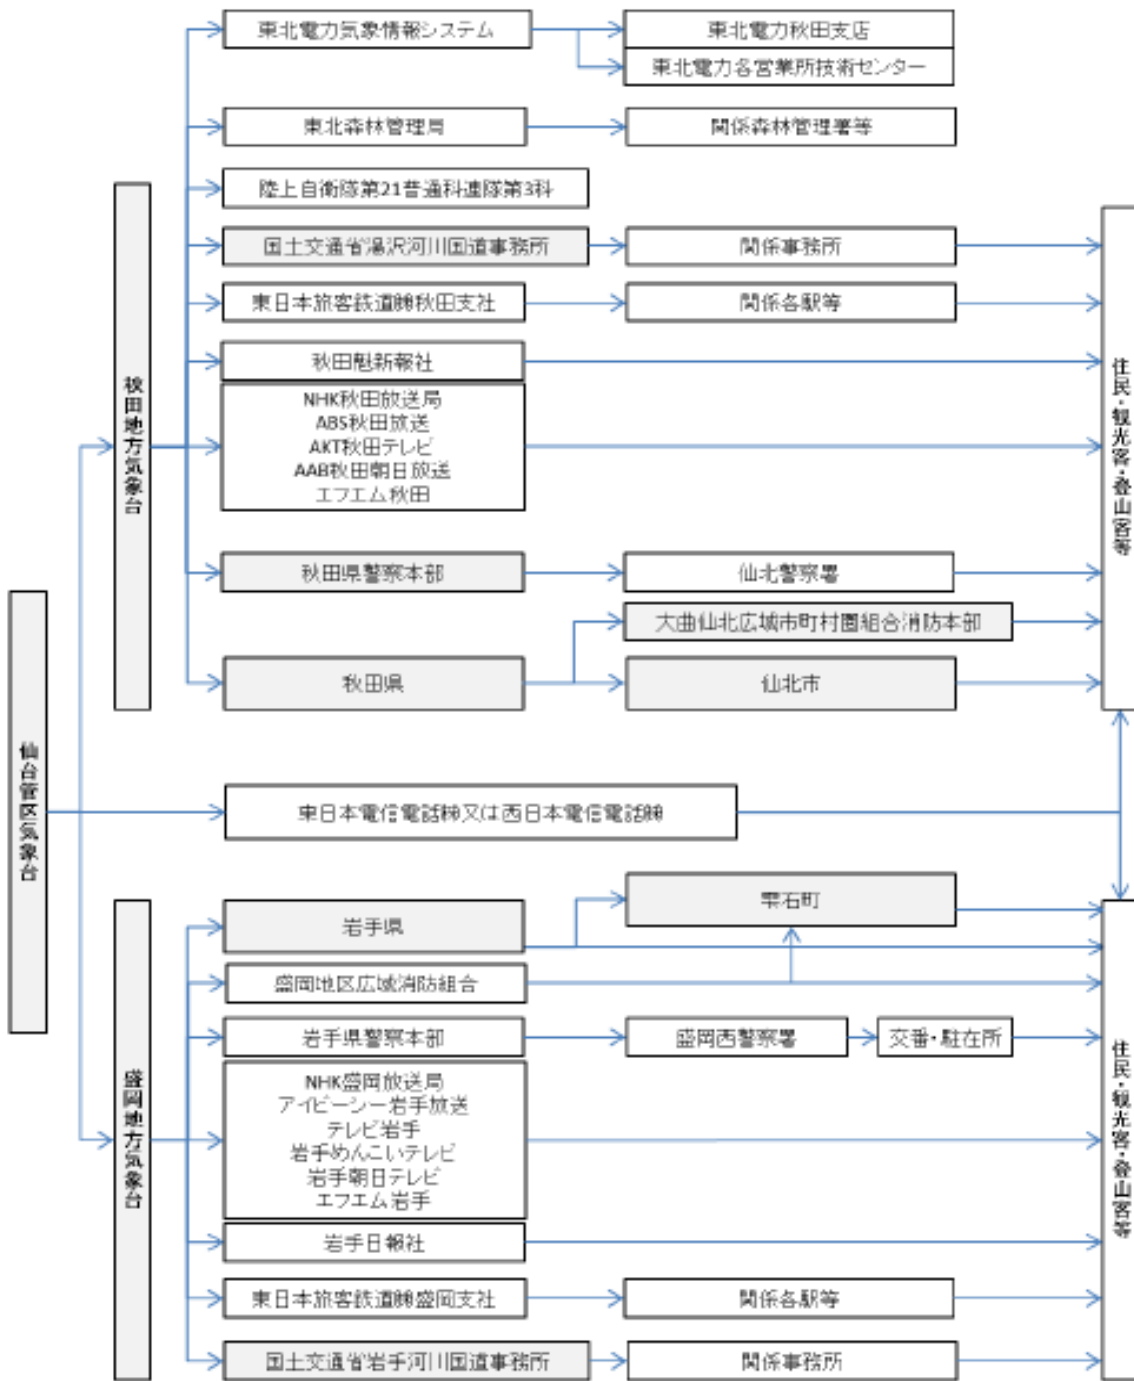 東北電力気象情報システム
東北電力秋田支店
東北電力各営業所技術センター
東北森林管理局
関係森林管理署等
陸上自衛隊第21普通科連隊第3科
国土交通省湯沢河川国道事務所
関係事務所
東日本旅客鉄道㈱秋田支社
関係各駅等
秋田魁新報社
NHK秋田放送局
ABS秋田放送
AKT秋田テレビ
AAB秋田朝日放送
エフエム秋田
秋田県警察本部
仙北警察署
大曲仙北広域市町村圏組合消防本部
秋田県
仙北市
秋田地方気象台
住民・観光客・登山客等
仙台管区気象台
東日本電信電話㈱又は西日本電信電話㈱
岩手県
雫石町
盛岡地区広域消防組合
岩手県警察本部
盛岡西警察署
交番・駐在所
NHK盛岡放送局
アイビーシー岩手放送
テレビ岩手
岩手めんこいテレビ
岩手朝日テレビ
エフエム岩手
岩手日報社
東日本旅客鉄道㈱盛岡支社
関係各駅等
国土交通省岩手河川国道事務所
関係事務所
盛岡地方気象台
住民・観光客・登山客等